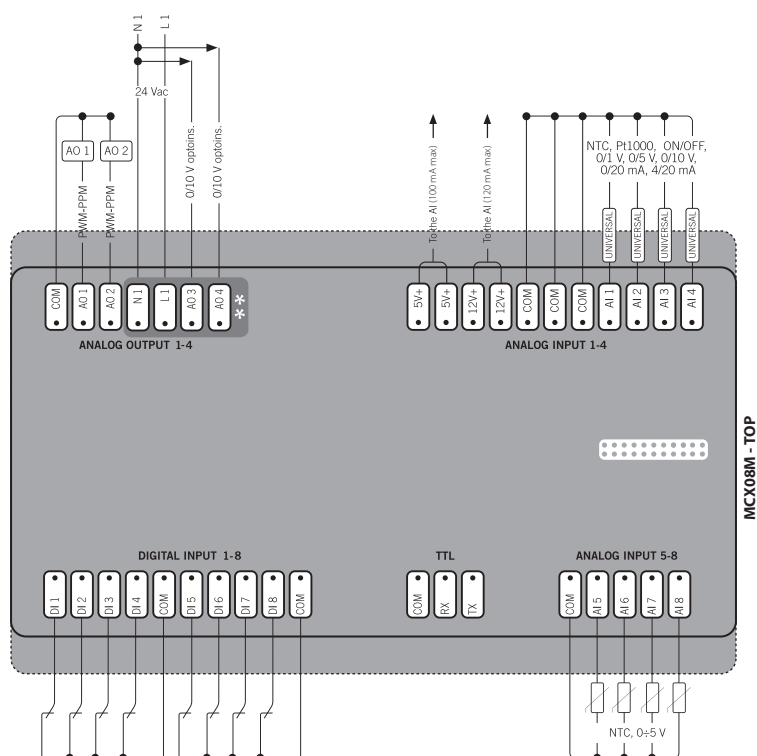 N 1
L 1
24 Vac
AO 1
AO 2
PWM-PPM
PWM-PPM
0/10 V optoins.
0/10 V optoins.
To the AI (100 mA max)
To the AI (120 mA max)
NTC, Pt1000, ON/OFF,
0/1 V, 0/5 V, 0/10 V,
0/20 mA, 4/20 mA
UNIVERSAL
UNIVERSAL
UNIVERSAL
UNIVERSAL
COM
AO 1
AO 2
N 1
L 1
AO 3
AO 4
**
5V+
5V+
12V+
12V+
COM
COM
COM
AI 1
AI 2
AI 3
AI 4
ANALOG OUTPUT 1-4
ANALOG INPUT 1-4
MCX08M - TOP
DIGITAL INPUT 1-8
TTL
ANALOG INPUT 5-8
DI 1
DI 2
DI 3
DI 4
COM
DI 5
DI 6
DI 7
DI 8
COM
COM
RX
TX
COM
AI 5
AI 6
AI 7
AI 8
NTC, 0÷5 V